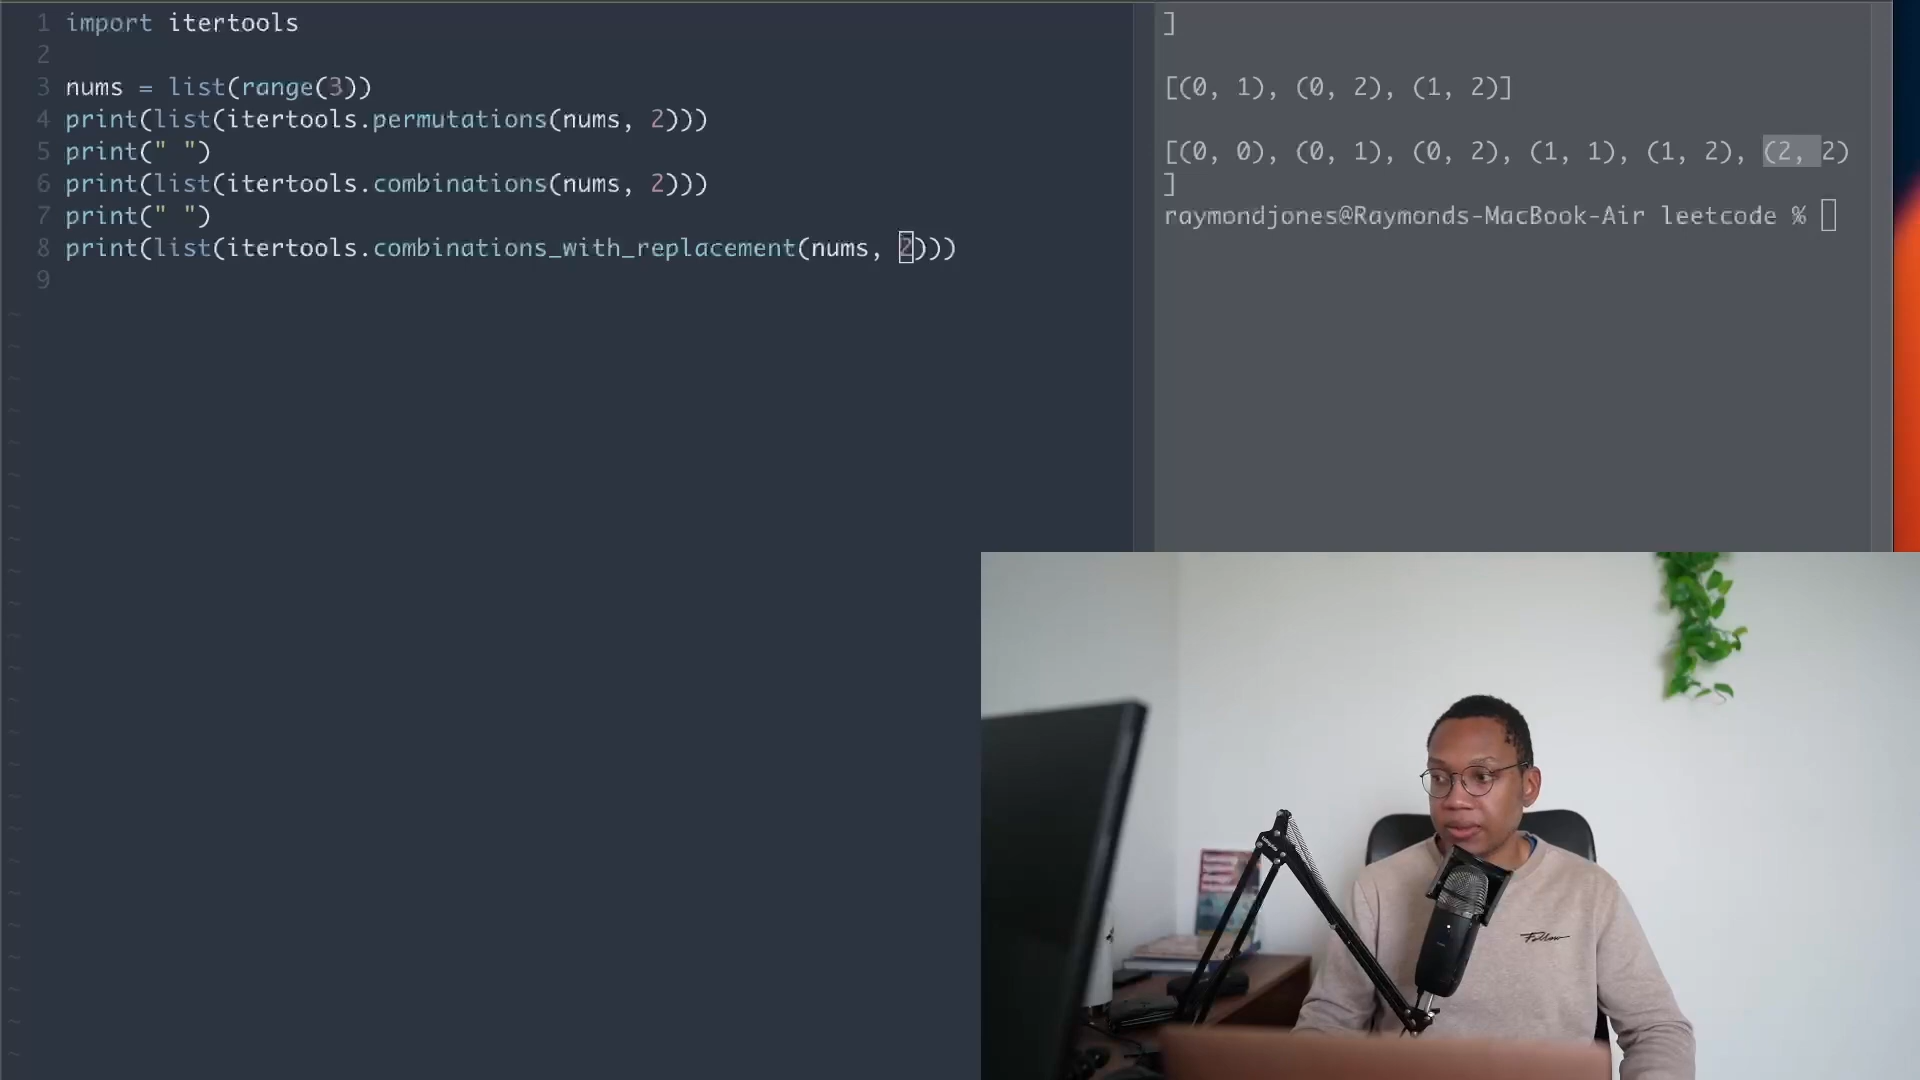 1 import itertools
2
3 nums = list(range(3))
4 print(list(itertools.permutations(nums, 2)))
5 print(" ")
6 print(list(itertools.combinations(nums, 2)))
7 print(" ")
8 print(list(itertools.combinations_with_replacement(nums, 2)))
9
]
[(0, 1), (0, 2), (1, 2)]
[(0, 0), (0, 1), (0, 2), (1, 1), (1, 2), (2, 2)
]
raymondjones@Raymonds-MacBook-Air leetcode %
Follow